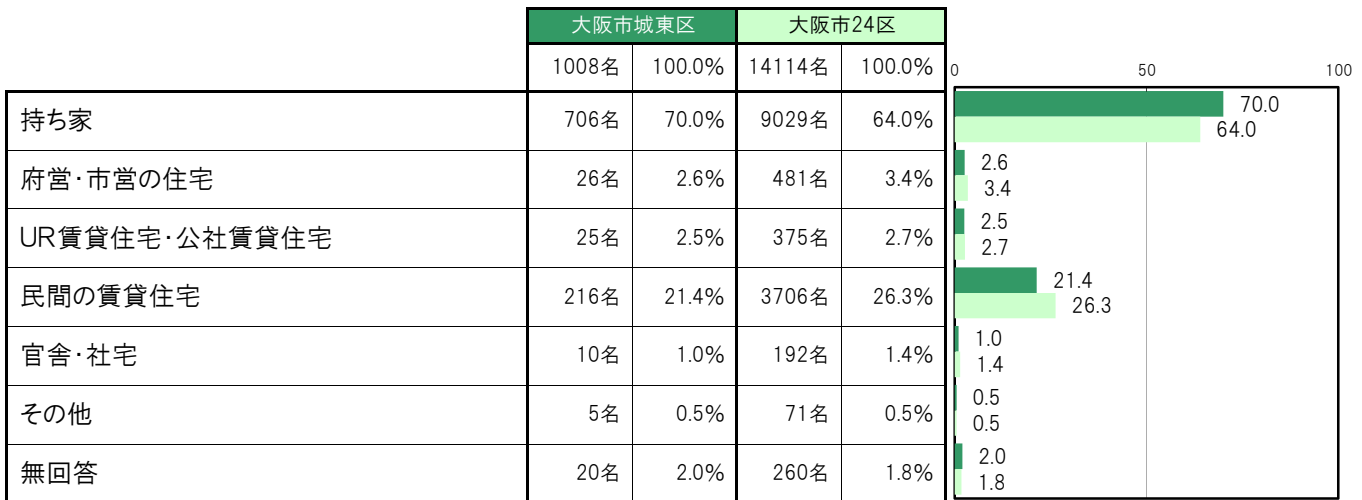 大阪市城東区 大阪市24区
1008名 100.0% 14114名 100.0% 0 50 100
持ち家 706名 70.0% 9029名 64.0% 70.0
64.0
府営・市営の住宅 26名 2.6% 481名 3.4% 2.6
3.4
UR賃貸住宅・公社賃貸住宅 25名 2.5% 375名 2.7% 2.5
2.7
民間の賃貸住宅 216名 21.4% 3706名 26.3% 21.4
26.3
官舎・社宅 10名 1.0% 192名 1.4% 1.0
1.4
その他 5名 0.5% 71名 0.5% 0.5
0.5
無回答 20名 2.0% 260名 1.8% 2.0
1.8